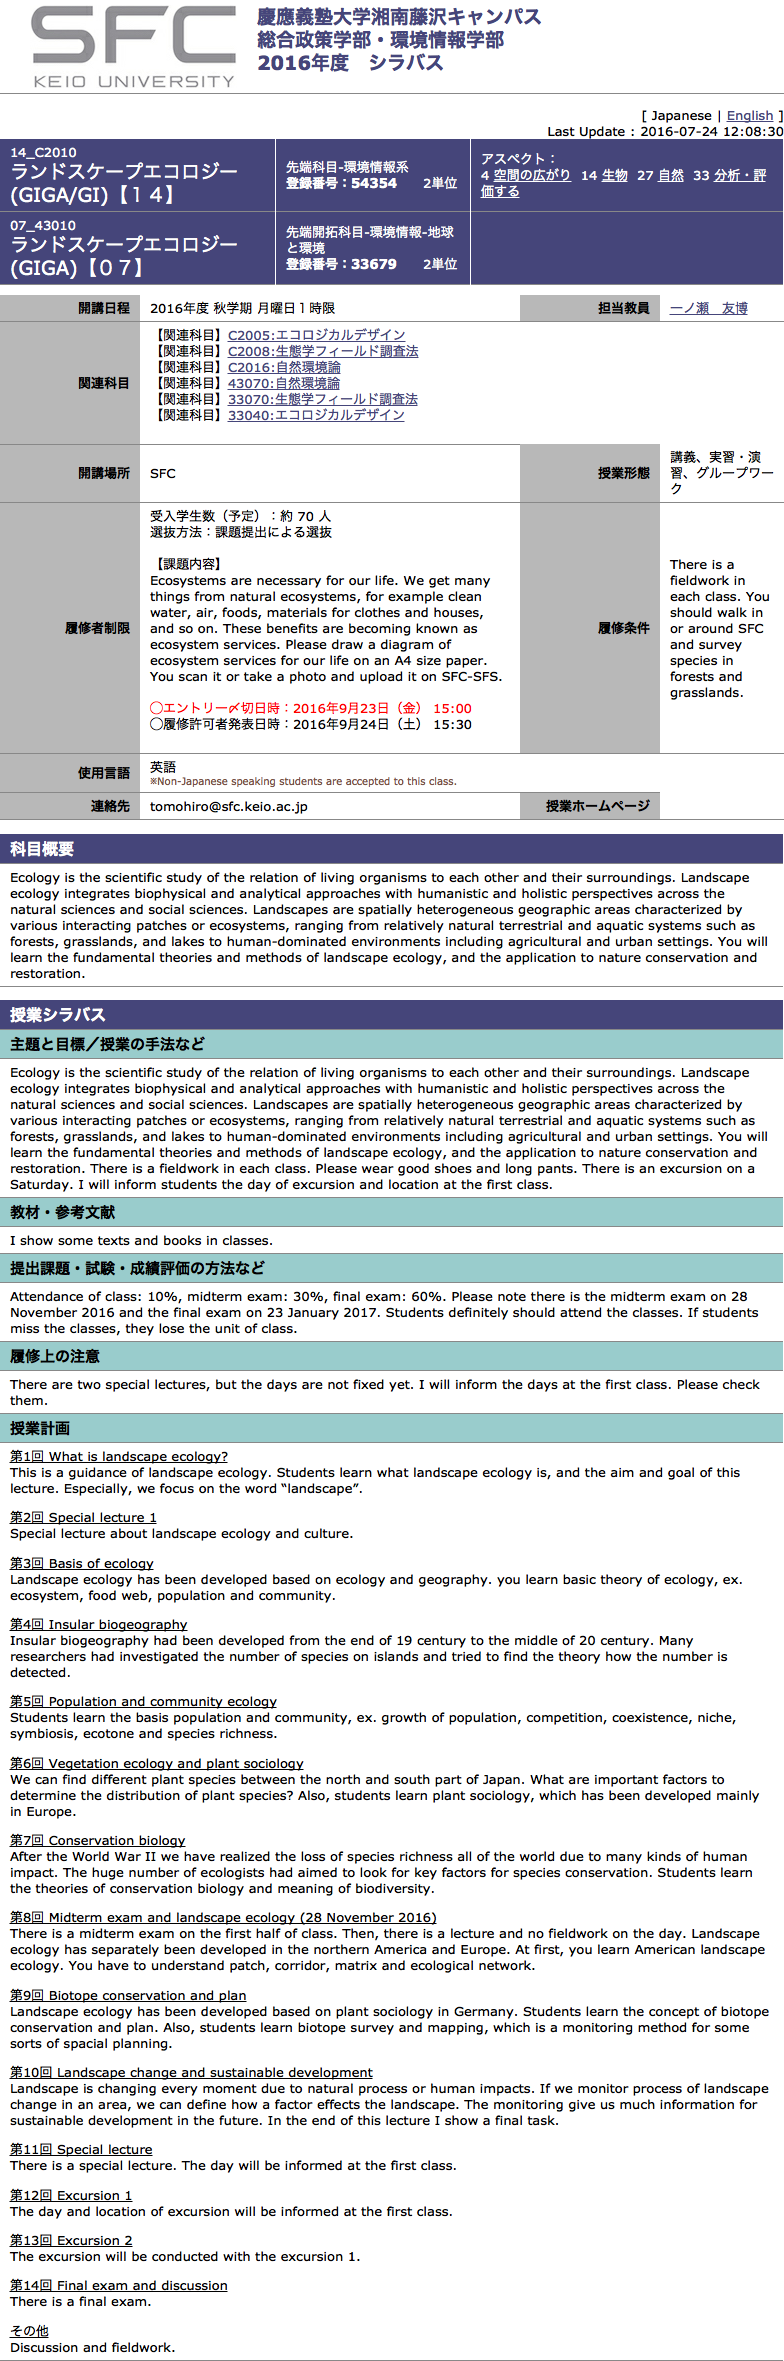 SFC
KEIO UNIVERSITY
慶應義塾大学湘南藤沢キャンパス
総合政策学部・環境情報学部
2016年度　シラバス
[ Japanese | English ]
Last Update : 2016-07-24 12:08:30
14_C2010
ランドスケープエコロジー
(GIGA/GI)【１４】
先端科目-環境情報系
登録番号：54354　　2単位
アスペクト：
4 空間の広がり 14 生物 27 自然 33 分析・評
価する
07_43010
ランドスケープエコロジー
(GIGA)【０７】
先端開拓科目-環境情報-地球
と環境
登録番号：33679　　2単位
開講日程
2016年度 秋学期 月曜日１時限
担当教員
一ノ瀬　友博
関連科目
【関連科目】C2005:エコロジカルデザイン
【関連科目】C2008:生態学フィールド調査法
【関連科目】C2016:自然環境論
【関連科目】43070:自然環境論
【関連科目】33070:生態学フィールド調査法
【関連科目】33040:エコロジカルデザイン
開講場所
SFC
授業形態
講義、実習・演
習、グループワー
ク
履修者制限
受入学生数（予定）：約 70 人
選抜方法：課題提出による選抜
【課題内容】
Ecosystems are necessary for our life. We get many
things from natural ecosystems, for example clean
water, air, foods, materials for clothes and houses,
and so on. These benefits are becoming known as
ecosystem services. Please draw a diagram of
ecosystem services for our life on an A4 size paper.
You scan it or take a photo and upload it on SFC-SFS.
◯エントリー〆切日時：2016年9月23日（金） 15:00
◯履修許可者発表日時：2016年9月24日（土） 15:30
履修条件
There is a
fieldwork in
each class. You
should walk in
or around SFC
and survey
species in
forests and
grasslands.
使用言語
英語
※Non-Japanese speaking students are accepted to this class.
連絡先
tomohiro@sfc.keio.ac.jp
授業ホームページ
科目概要
Ecology is the scientific study of the relation of living organisms to each other and their surroundings. Landscape
ecology integrates biophysical and analytical approaches with humanistic and holistic perspectives across the
natural sciences and social sciences. Landscapes are spatially heterogeneous geographic areas characterized by
various interacting patches or ecosystems, ranging from relatively natural terrestrial and aquatic systems such as
forests, grasslands, and lakes to human-dominated environments including agricultural and urban settings. You will
learn the fundamental theories and methods of landscape ecology, and the application to nature conservation and
restoration.
授業シラバス
主題と目標／授業の手法など
Ecology is the scientific study of the relation of living organisms to each other and their surroundings. Landscape
ecology integrates biophysical and analytical approaches with humanistic and holistic perspectives across the
natural sciences and social sciences. Landscapes are spatially heterogeneous geographic areas characterized by
various interacting patches or ecosystems, ranging from relatively natural terrestrial and aquatic systems such as
forests, grasslands, and lakes to human-dominated environments including agricultural and urban settings. You will
learn the fundamental theories and methods of landscape ecology, and the application to nature conservation and
restoration. There is a fieldwork in each class. Please wear good shoes and long pants. There is an excursion on a
Saturday. I will inform students the day of excursion and location at the first class.
教材・参考文献
I show some texts and books in classes.
提出課題・試験・成績評価の方法など
Attendance of class: 10%, midterm exam: 30%, final exam: 60%. Please note there is the midterm exam on 28
November 2016 and the final exam on 23 January 2017. Students definitely should attend the classes. If students
miss the classes, they lose the unit of class.
履修上の注意
There are two special lectures, but the days are not fixed yet. I will inform the days at the first class. Please check
them.
授業計画
第1回 What is landscape ecology?
This is a guidance of landscape ecology. Students learn what landscape ecology is, and the aim and goal of this
lecture. Especially, we focus on the word “landscape”.
第2回 Special lecture 1
Special lecture about landscape ecology and culture.
第3回 Basis of ecology
Landscape ecology has been developed based on ecology and geography. you learn basic theory of ecology, ex.
ecosystem, food web, population and community.
第4回 Insular biogeography
Insular biogeography had been developed from the end of 19 century to the middle of 20 century. Many
researchers had investigated the number of species on islands and tried to find the theory how the number is
detected.
第5回 Population and community ecology
Students learn the basis population and community, ex. growth of population, competition, coexistence, niche,
symbiosis, ecotone and species richness.
第6回 Vegetation ecology and plant sociology
We can find different plant species between the north and south part of Japan. What are important factors to
determine the distribution of plant species? Also, students learn plant sociology, which has been developed mainly
in Europe.
第7回 Conservation biology
After the World War II we have realized the loss of species richness all of the world due to many kinds of human
impact. The huge number of ecologists had aimed to look for key factors for species conservation. Students learn
the theories of conservation biology and meaning of biodiversity.
第8回 Midterm exam and landscape ecology (28 November 2016)
There is a midterm exam on the first half of class. Then, there is a lecture and no fieldwork on the day. Landscape
ecology has separately been developed in the northern America and Europe. At first, you learn American landscape
ecology. You have to understand patch, corridor, matrix and ecological network.
第9回 Biotope conservation and plan
Landscape ecology has been developed based on plant sociology in Germany. Students learn the concept of biotope
conservation and plan. Also, students learn biotope survey and mapping, which is a monitoring method for some
sorts of spacial planning.
第10回 Landscape change and sustainable development
Landscape is changing every moment due to natural process or human impacts. If we monitor process of landscape
change in an area, we can define how a factor effects the landscape. The monitoring give us much information for
sustainable development in the future. In the end of this lecture I show a final task.
第11回 Special lecture
There is a special lecture. The day will be informed at the first class.
第12回 Excursion 1
The day and location of excursion will be informed at the first class.
第13回 Excursion 2
The excursion will be conducted with the excursion 1.
第14回 Final exam and discussion
There is a final exam.
その他
Discussion and fieldwork.